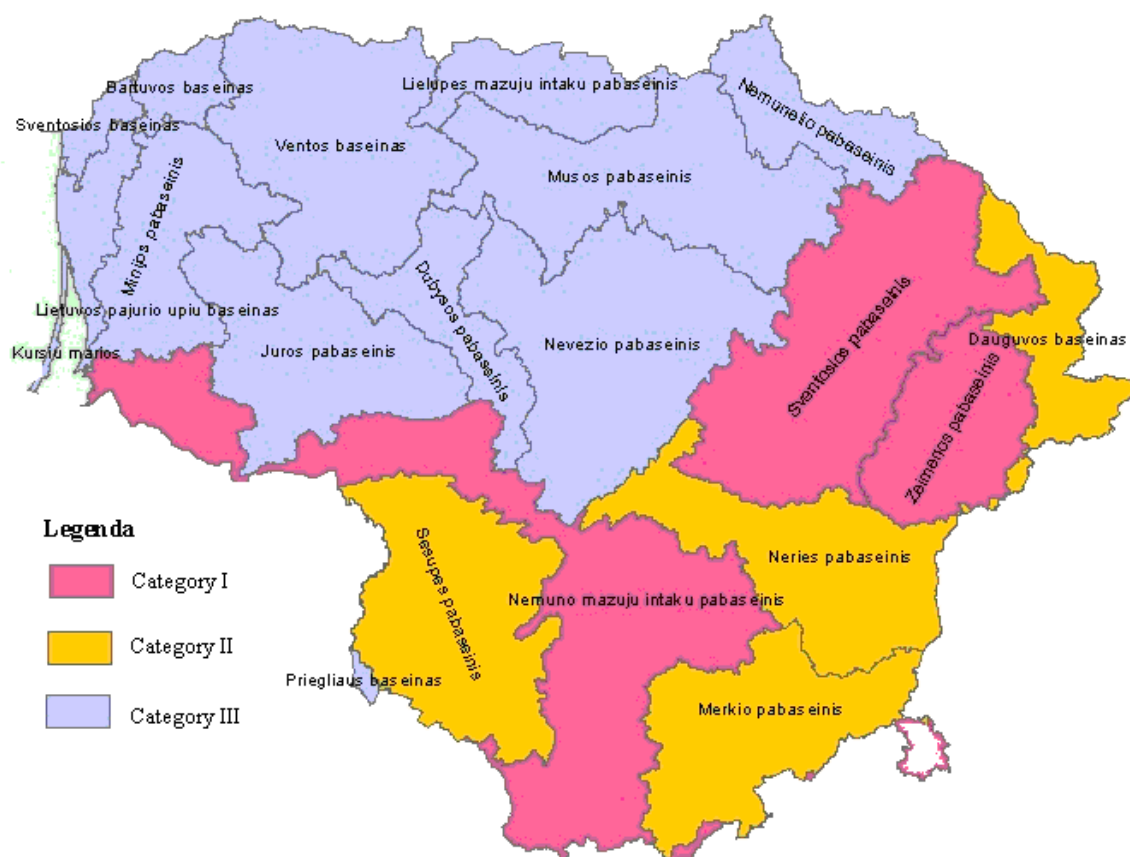 Bartuvos baseinas
Lielupes mazuju intaku pabaseinis
Nemunelio pabaseinis
Sventosios baseinas
Ventos baseinas
Musos pabaseinis
Minijos pabaseinis
Dubysos pabaseinis
Sventosios pabaseinis
Lietuvos pajurio upiu baseinas
Kursiu marios
Juros pabaseinis
Nevezio pabaseinis
Dauguvos baseinas
Zeimenos pabaseinis
Legenda
Category I
Category II
Category III
Sesupes pabaseinis
Neries pabaseinis
Nemuno mazuju intaku pabaseinis
Priegliaus baseinas
Merkio pabaseinis